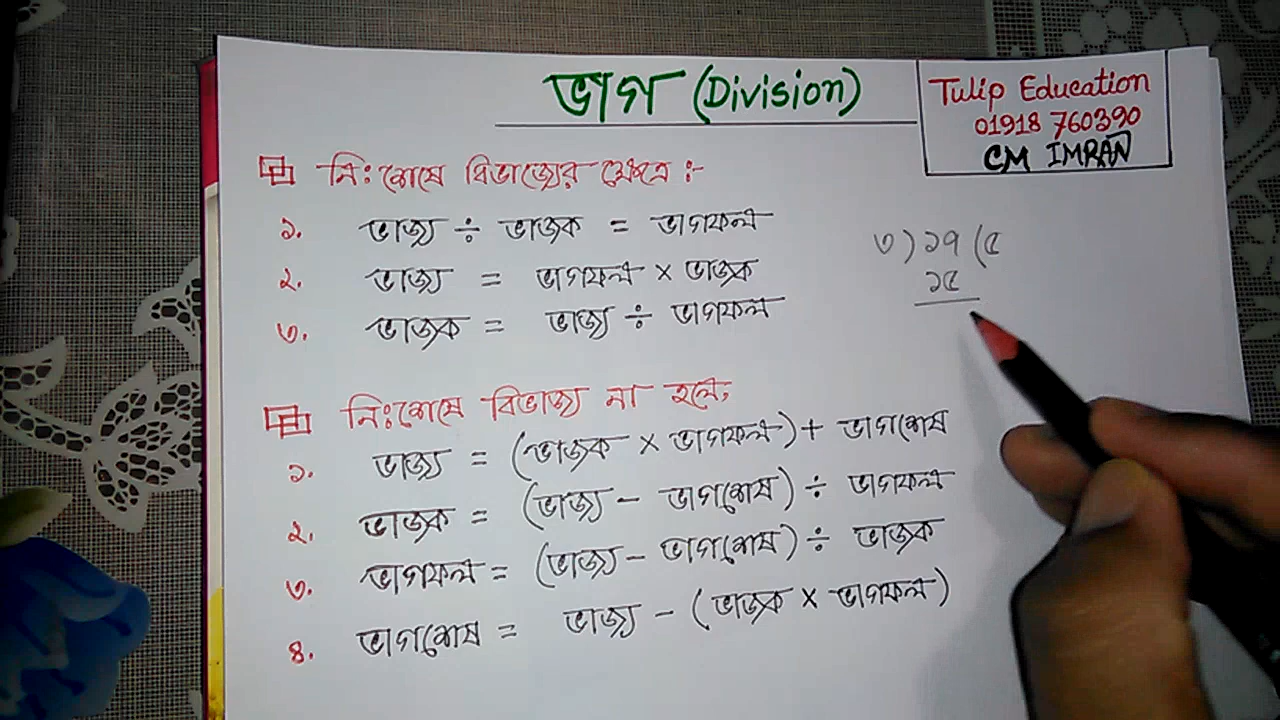 ভাগ (Division)
Tulip Education
01918 760390
CM IMRAN
নিঃশেষে বিভাজ্যের ক্ষেত্রে :-
১. ভাজ্য ÷ ভাজক = ভাগফল
২. ভাজ্য = ভাগফল × ভাজক
৩. ভাজক = ভাজ্য ÷ ভাগফল
৩ ) ১৭ ( ৫
১৫
নিঃশেষে বিভাজ্য না হলে,
১. ভাজ্য = (ভাজক × ভাগফল) + ভাগশেষ
২. ভাজক = (ভাজ্য - ভাগশেষ) ÷ ভাগফল
৩. ভাগফল = (ভাজ্য - ভাগশেষ) ÷ ভাজক
৪. ভাগশেষ = ভাজ্য - (ভাজক × ভাগফল)